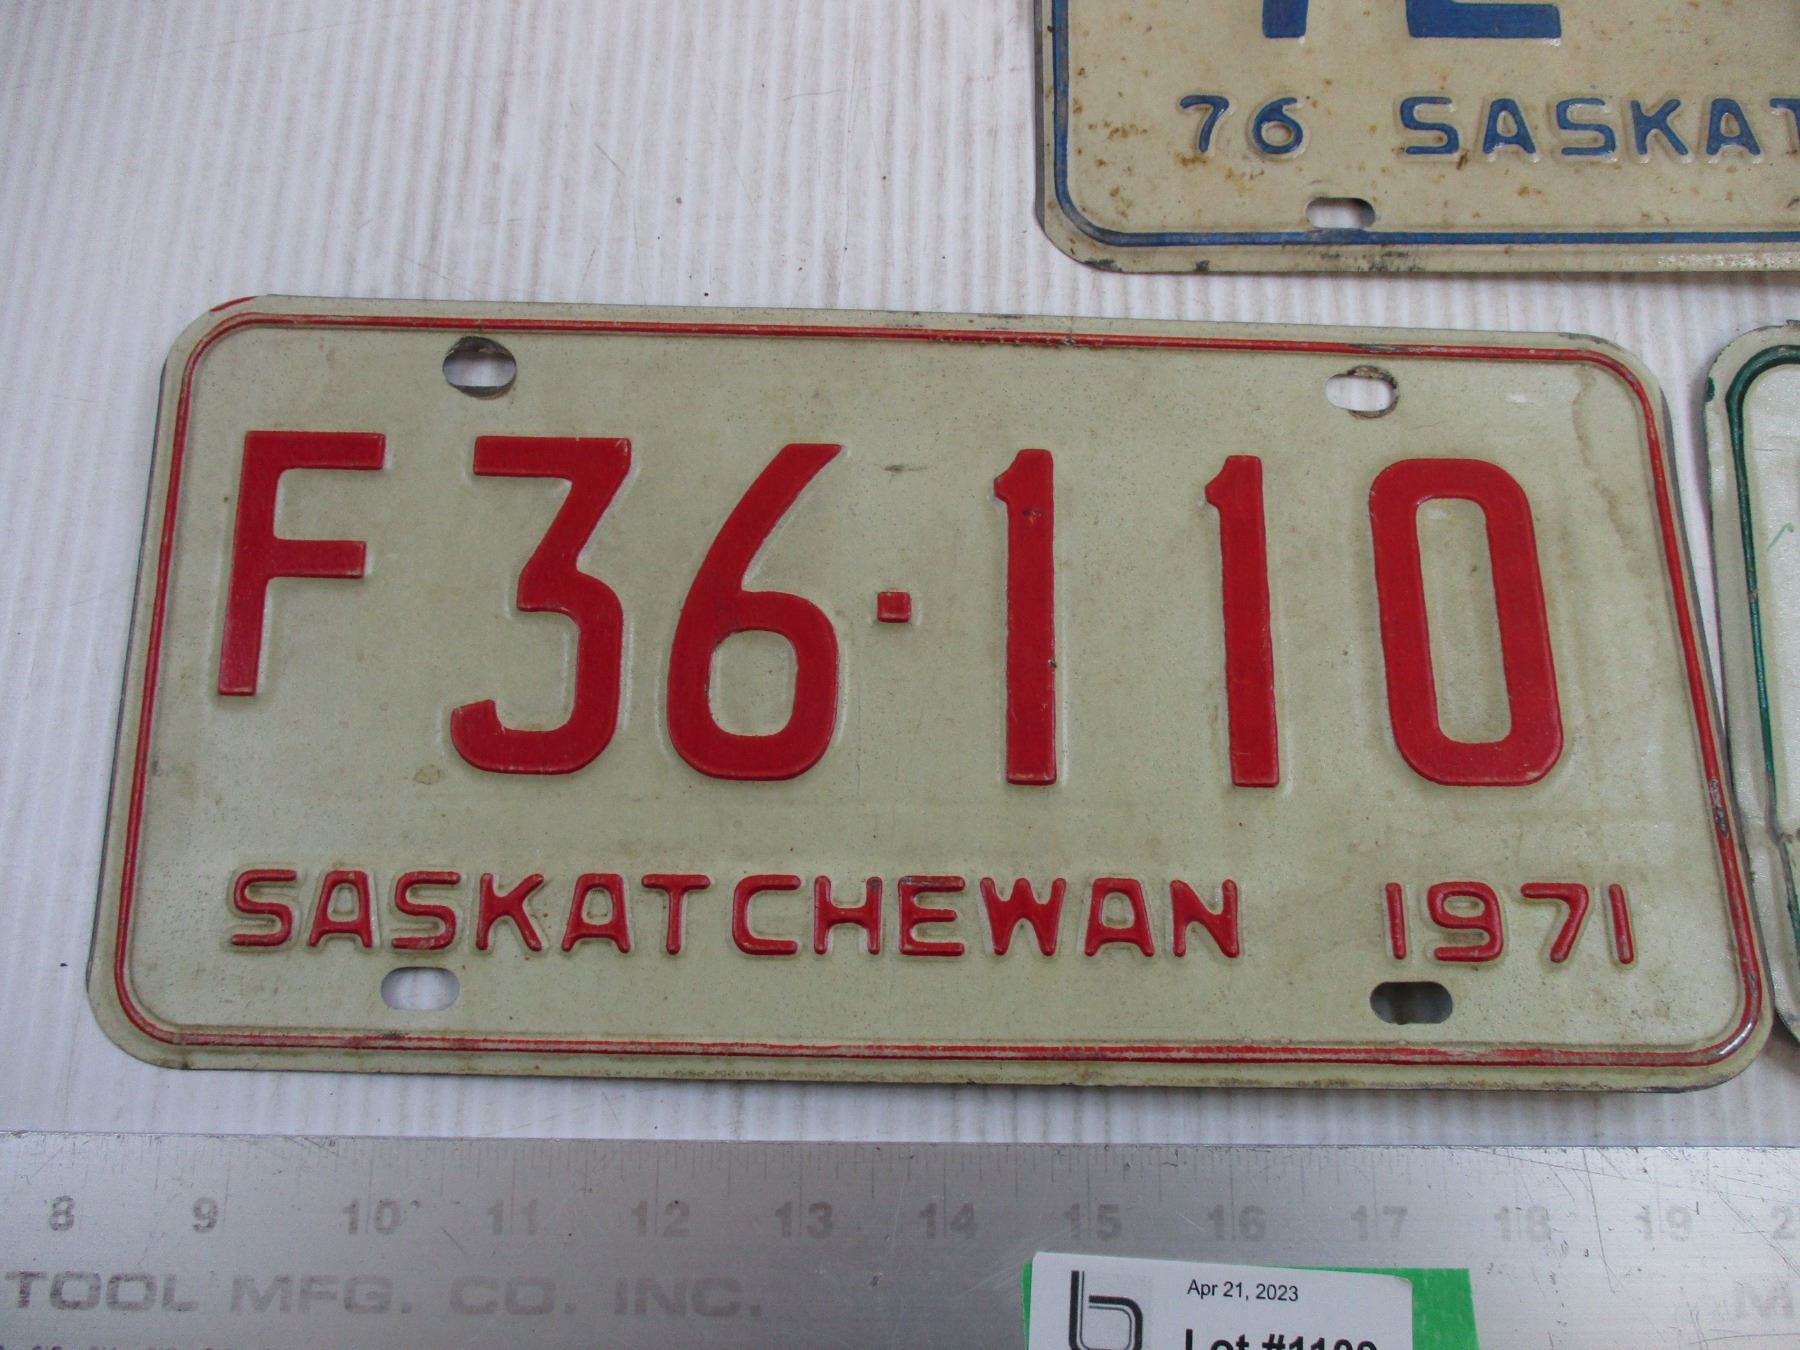 76 SASKAT
F36·110
SASKATCHEWAN 1971
8 9 10 11 12 13 14 15 16 17 18 19
TOOL MFG. CO. INC.
Apr 21, 2023
Lot